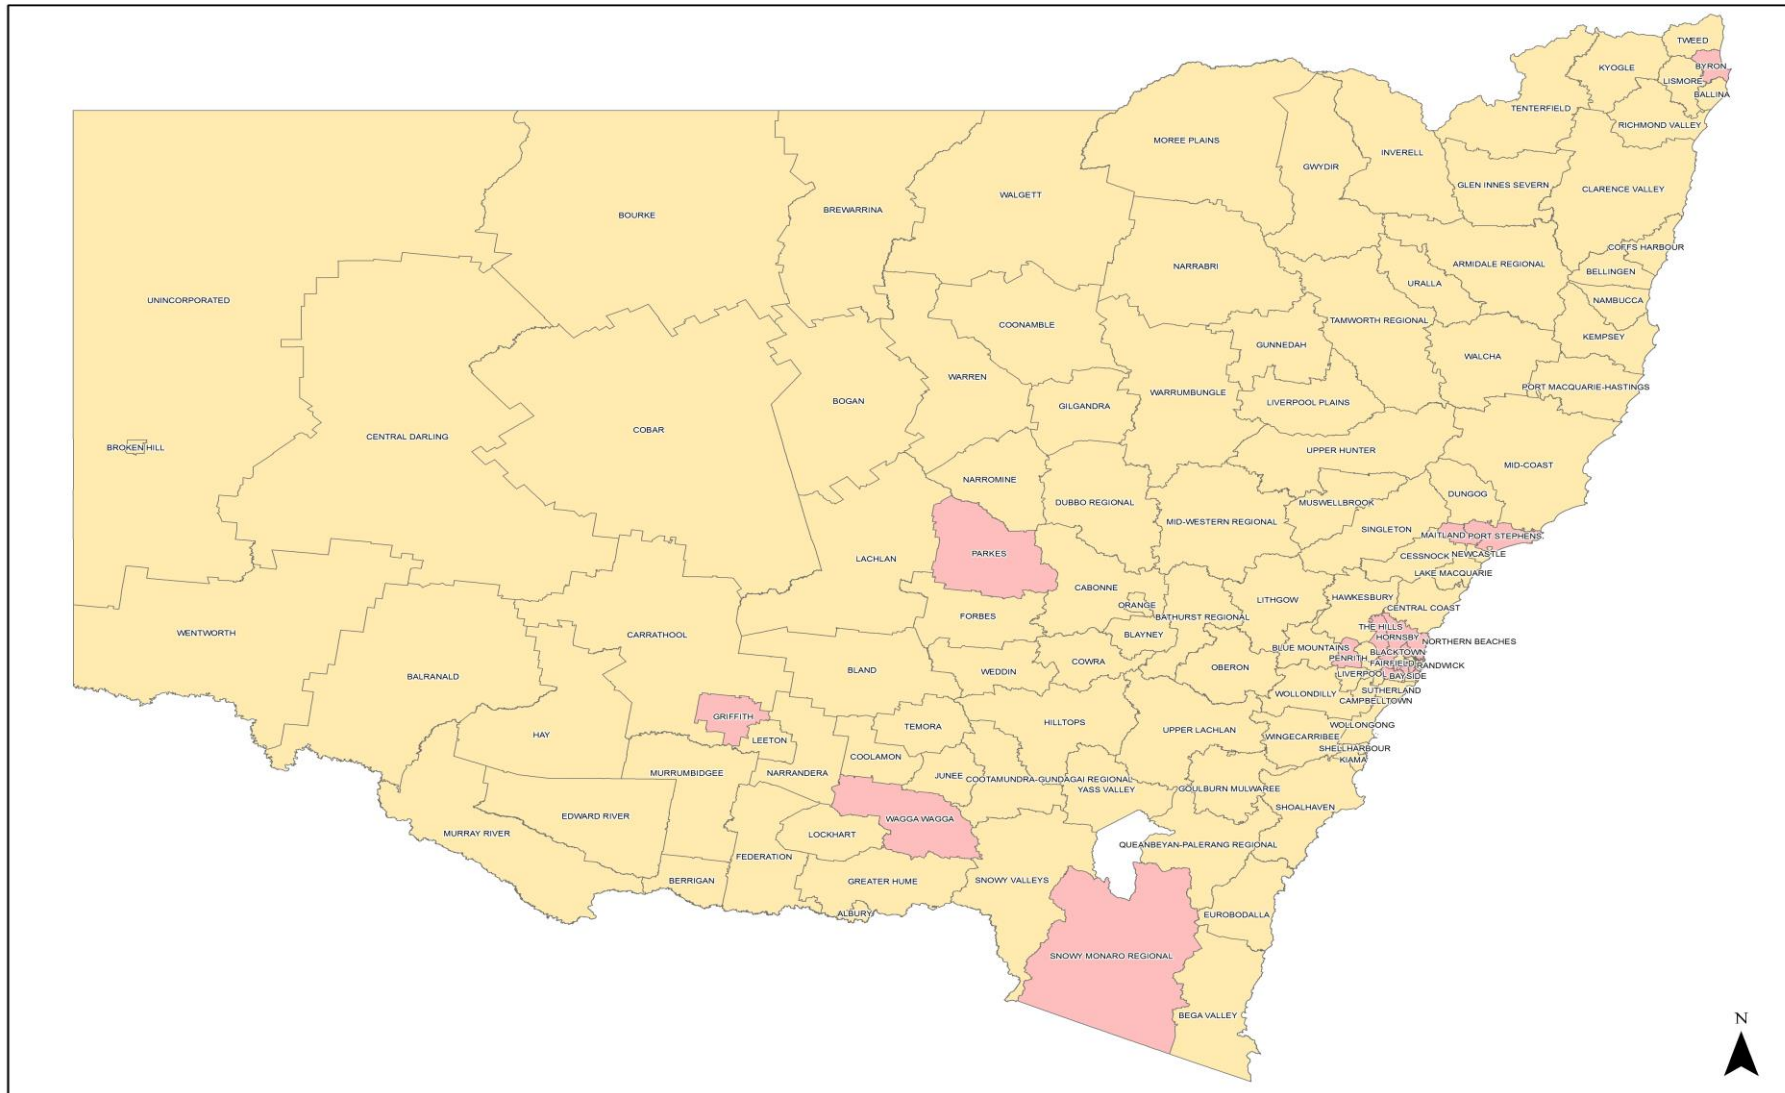 TWEED
BYRON
KYOGLE
LISMORE
BALLINA
TENTERFIELD
RICHMOND VALLEY
MOREE PLAINS
INVERELL
GWYDIR
GLEN INNES SEVERN
CLARENCE VALLEY
WALGETT
BREWARRINA
BOURKE
COFFS HARBOUR
NARRABRI
ARMIDALE REGIONAL
BELLINGEN
URALLA
UNINCORPORATED
NAMBUCCA
COONAMBLE
TAMWORTH REGIONAL
KEMPSEY
GUNNEDAH
WALCHA
WARREN
PORT MACQUARIE-HASTINGS
WARRUMBUNGLE
BOGAN
GILGANDRA
LIVERPOOL PLAINS
COBAR
CENTRAL DARLING
BROKEN HILL
UPPER HUNTER
MID-COAST
NARROMINE
DUNGOG
DUBBO REGIONAL
MUSWELLBROOK
MID-WESTERN REGIONAL
SINGLETON
MAITLAND
PORT STEPHENS
PARKES
LACHLAN
CESSNOCK
NEWCASTLE
LAKE MACQUARIE
CABONNE
LITHGOW
HAWKESBURY
ORANGE
CENTRAL COAST
FORBES
BATHURST REGIONAL
THE HILLS
WENTWORTH
CARRATHOOL
BLAYNEY
HORNSBY
NORTHERN BEACHES
BLUE MOUNTAINS
BLACKTOWN
PENRITH
COWRA
FAIRFIELD
RANDWICK
BLAND
WEDDIN
OBERON
LIVERPOOL
BAYSIDE
BALRANALD
SUTHERLAND
WOLLONDILLY
CAMPBELLTOWN
GRIFFITH
HILLTOPS
TEMORA
WOLLONGONG
UPPER LACHLAN
HAY
LEETON
WINGECARRIBEE
SHELLHARBOUR
COOLAMON
KIAMA
MURRUMBIDGEE
NARRANDERA
JUNEE
COOTAMUNDRA-GUNDAGAI REGIONAL
YASS VALLEY
GOULBURN MULWAREE
SHOALHAVEN
EDWARD RIVER
WAGGA WAGGA
MURRAY RIVER
LOCKHART
QUEANBEYAN-PALERANG REGIONAL
FEDERATION
BERRIGAN
GREATER HUME
SNOWY VALLEYS
ALBURY
EUROBODALLA
SNOWY MONARO REGIONAL
BEGA VALLEY
N